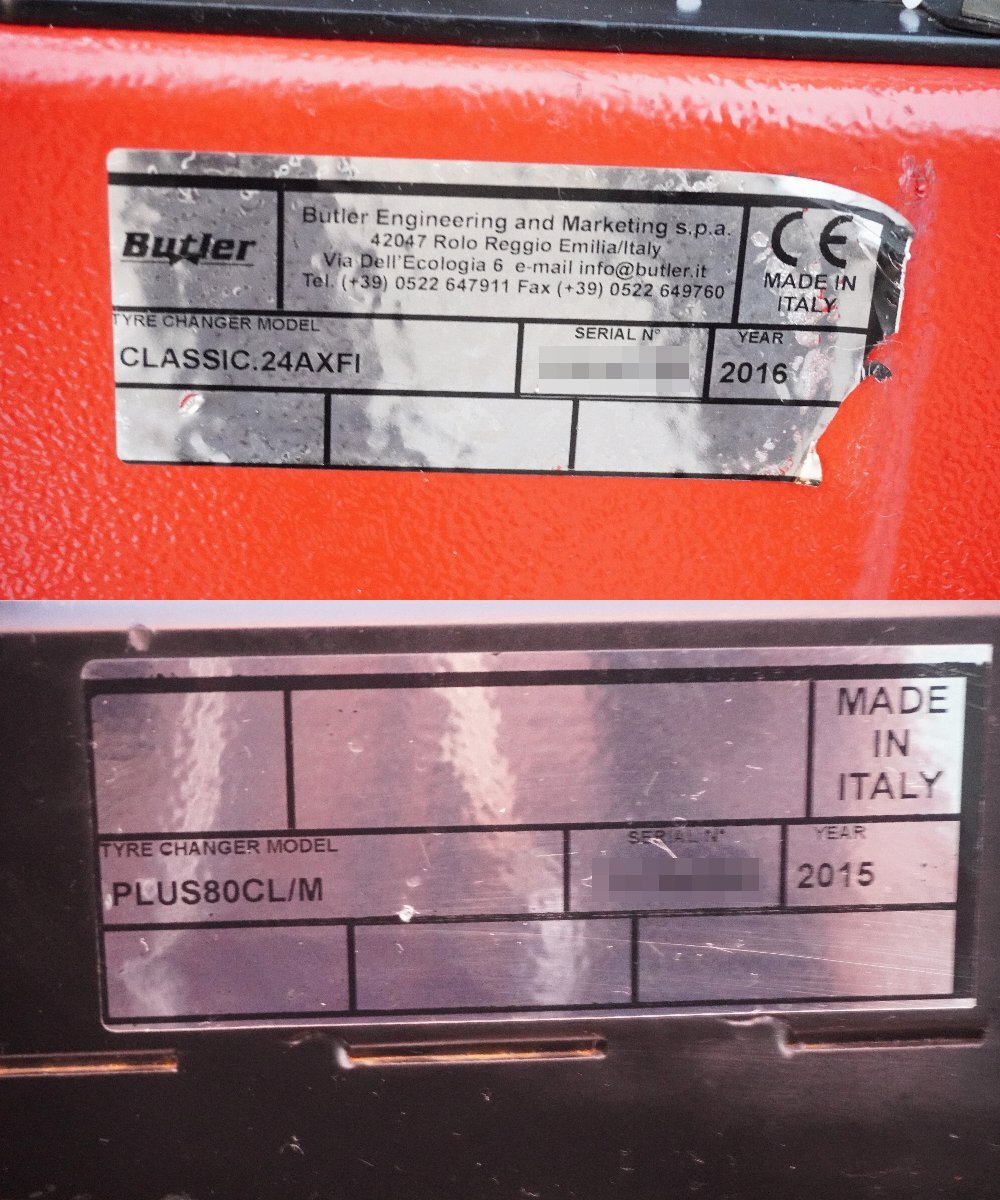 Butler
Butler Engineering and Marketing s.p.a.
42047 Rolo Reggio Emilia/Italy
Via Dell'Ecologia 6 e-mail info@butler.it
Tel. (+39) 0522 647911 Fax (+39) 0522 649760
CE
MADE IN
ITALY
TYRE CHANGER MODEL
CLASSIC.24AXFI
SERIAL N°
YEAR
2016
MADE
IN
ITALY
TYRE CHANGER MODEL
PLUS80CL/M
SERIAL N°
YEAR
2015